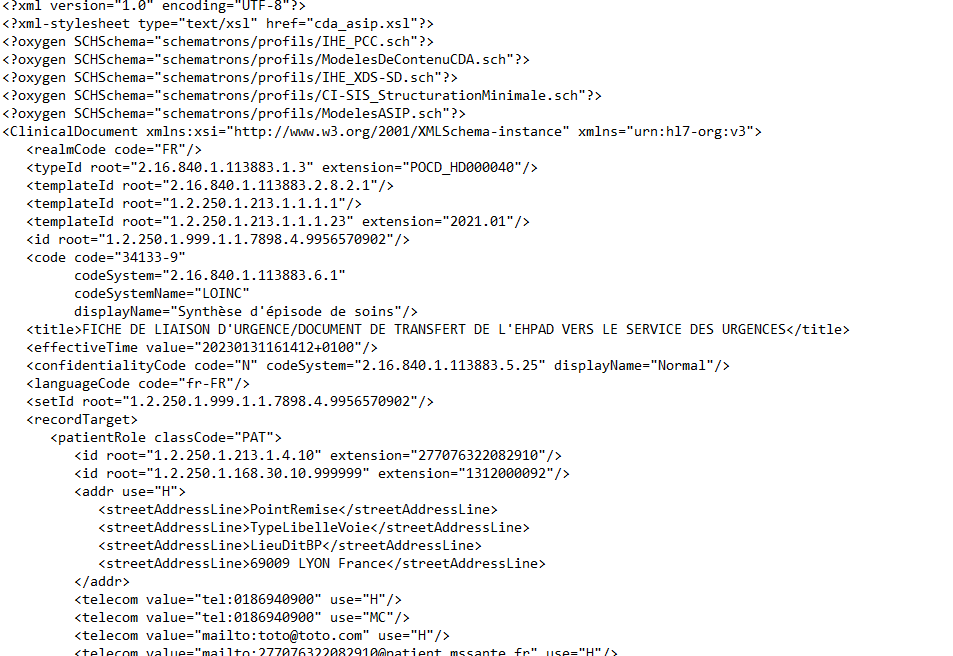 <?xml version="1.0" encoding="UTF-8"?>
<?xml-stylesheet type="text/xsl" href="cda_asip.xsl"?>
<?oxygen SCHSchema="schematrons/profils/IHE_PCC.sch"?>
<?oxygen SCHSchema="schematrons/profils/ModelesDeContenuCDA.sch"?>
<?oxygen SCHSchema="schematrons/profils/IHE_XDS-SD.sch"?>
<?oxygen SCHSchema="schematrons/profils/CI-SIS_StructurationMinimale.sch"?>
<?oxygen SCHSchema="schematrons/profils/ModelesASIP.sch"?>
<ClinicalDocument xmlns:xsi="http://www.w3.org/2001/XMLSchema-instance" xmlns="urn:hl7-org:v3">
<realmCode code="FR"/>
<typeId root="2.16.840.1.113883.1.3" extension="POCD_HD000040"/>
<templateId root="2.16.840.1.113883.2.8.2.1"/>
<templateId root="1.2.250.1.213.1.1.1.1"/>
<templateId root="1.2.250.1.213.1.1.1.23" extension="2021.01"/>
<id root="1.2.250.1.999.1.1.7898.4.9956570902"/>
<code code="34133-9"
codeSystem="2.16.840.1.113883.6.1"
codeSystemName="LOINC"
displayName="Synthèse d'épisode de soins"/>
<title>FICHE DE LIAISON D'URGENCE/DOCUMENT DE TRANSFERT DE L'EHPAD VERS LE SERVICE DES URGENCES</title>
<effectiveTime value="20230131161412+0100"/>
<confidentialityCode code="N" codeSystem="2.16.840.1.113883.5.25" displayName="Normal"/>
<languageCode code="fr-FR"/>
<setId root="1.2.250.1.999.1.1.7898.4.9956570902"/>
<recordTarget>
<patientRole classCode="PAT">
<id root="1.2.250.1.213.1.4.10" extension="277076322082910"/>
<id root="1.2.250.1.168.30.10.999999" extension="1312000092"/>
<addr use="H">
<streetAddressLine>PointRemise</streetAddressLine>
<streetAddressLine>TypeLibelleVoie</streetAddressLine>
<streetAddressLine>LieuDitBP</streetAddressLine>
<streetAddressLine>69009 LYON France</streetAddressLine>
</addr>
<telecom value="tel:0186940900" use="H"/>
<telecom value="tel:0186940900" use="MC"/>
<telecom value="mailto:toto@toto.com" use="H"/>
<telecom value="mailto:277076322082910@patient.mssante.fr" use="H"/>